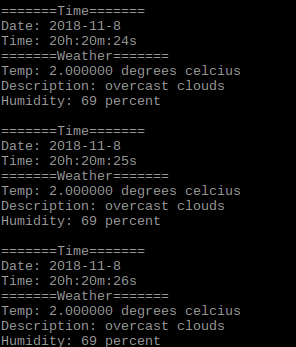 =======Time=======
Date: 2018-11-8
Time: 20h:20m:24s
=======Weather=======
Temp: 2.000000 degrees celcius
Description: overcast clouds
Humidity: 69 percent

=======Time=======
Date: 2018-11-8
Time: 20h:20m:25s
=======Weather=======
Temp: 2.000000 degrees celcius
Description: overcast clouds
Humidity: 69 percent

=======Time=======
Date: 2018-11-8
Time: 20h:20m:26s
=======Weather=======
Temp: 2.000000 degrees celcius
Description: overcast clouds
Humidity: 69 percent